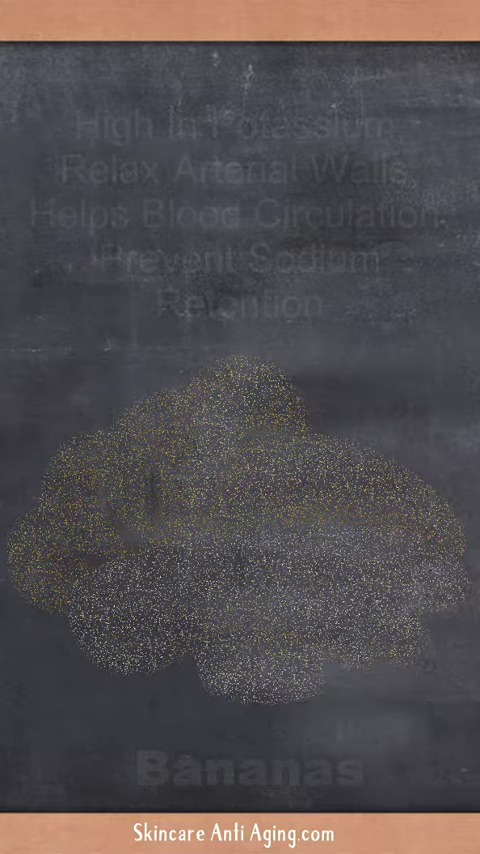 High In Potassium
Relax Arterial Walls
Helps Blood Circulation
Prevent Sodium
Retention
Bananas
Skincare Anti Aging.com